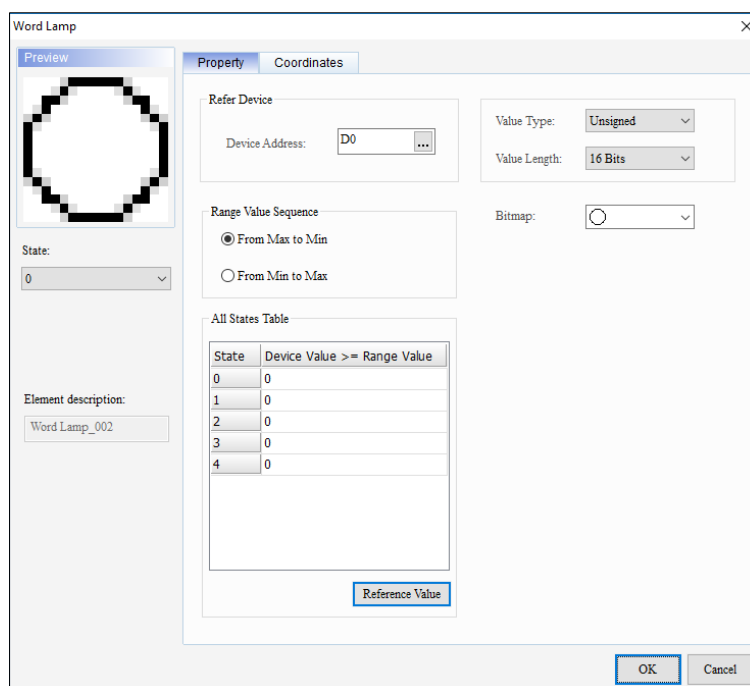 Word Lamp
Preview
State:
0
Element description:
Word Lamp_002
Property Coordinates
Refer Device
Device Address: D0 ...
Value Type: Unsigned
Value Length: 16 Bits
Bitmap:
Range Value Sequence
From Max to Min
From Min to Max
All States Table
State Device Value >= Range Value
0 0
1 0
2 0
3 0
4 0
Reference Value
OK Cancel